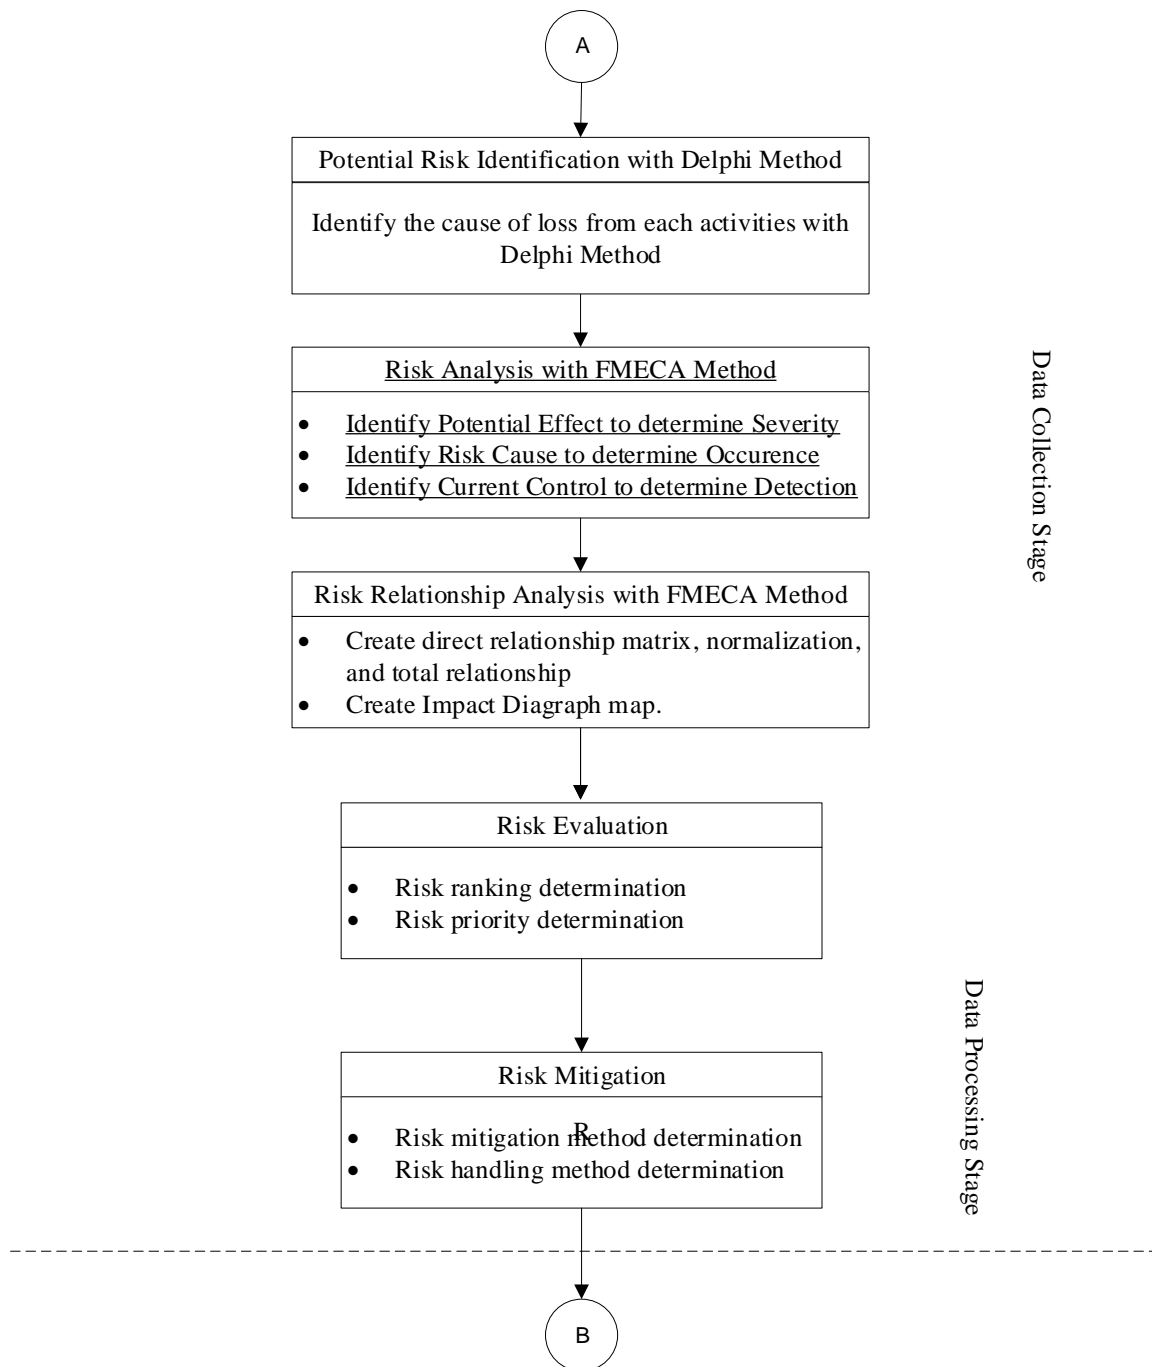 A
Potential Risk Identification with Delphi Method
Identify the cause of loss from each activities with
Delphi Method
Risk Analysis with FMECA Method
• Identify Potential Effect to determine Severity
• Identify Risk Cause to determine Occurence
• Identify Current Control to determine Detection
Risk Relationship Analysis with FMECA Method
• Create direct relationship matrix, normalization,
and total relationship
• Create Impact Diagraph map.
Data Collection Stage
Risk Evaluation
• Risk ranking determination
• Risk priority determination
Risk Mitigation
R
• Risk mitigation method determination
• Risk handling method determination
Data Processing Stage
B